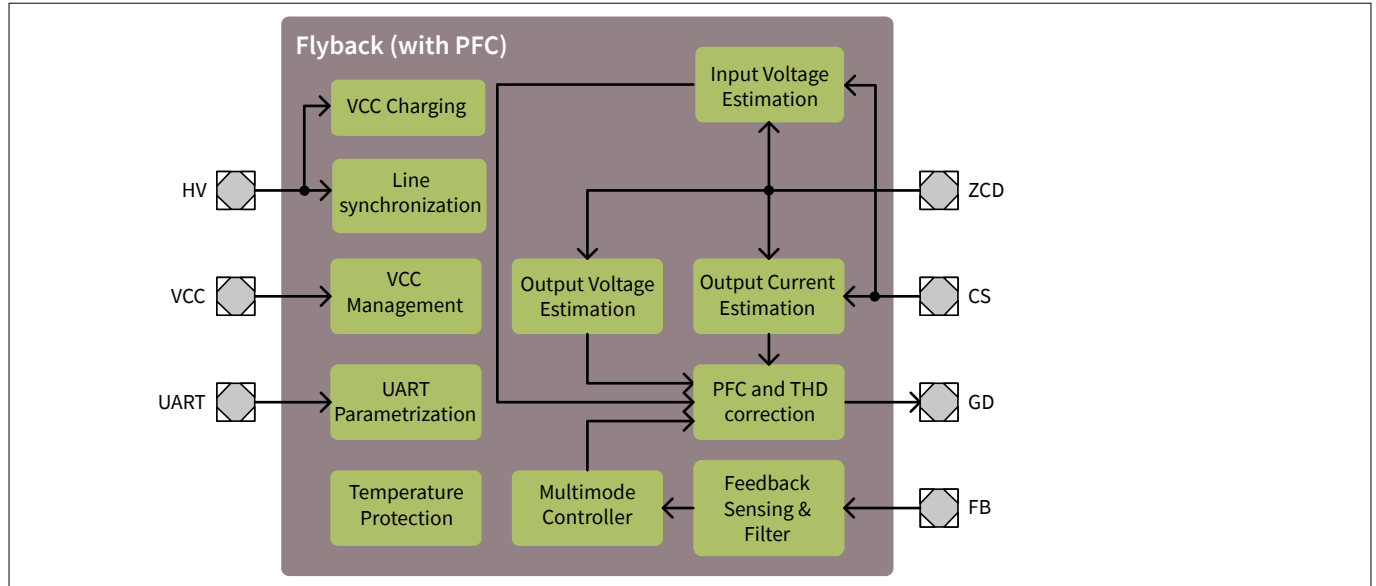 Flyback (with PFC)
Input Voltage
Estimation
VCC Charging
HV
Line
synchronization
ZCD
VCC
VCC
Management
Output Voltage
Estimation
Output Current
Estimation
CS
UART
UART
Parametrization
PFC and THD
correction
GD
Temperature
Protection
Multimode
Controller
Feedback
Sensing &
Filter
FB